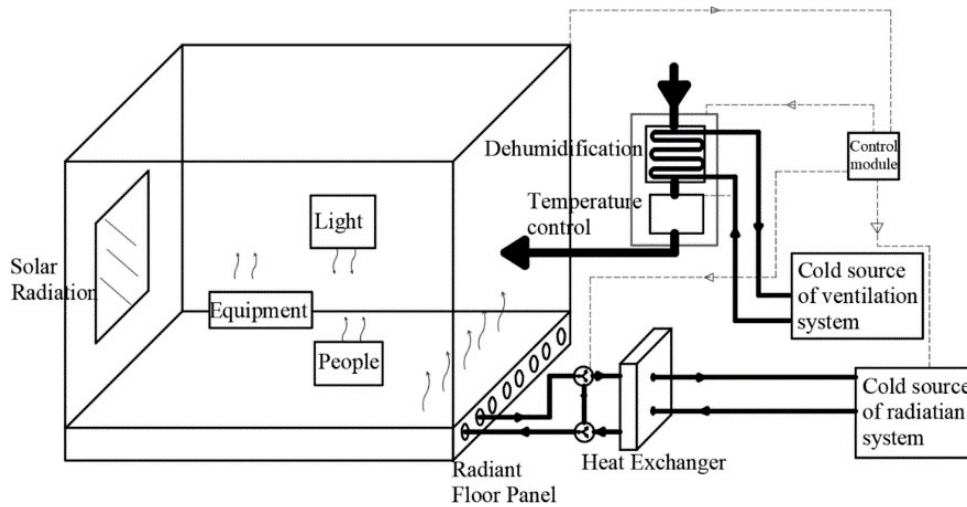 Dehumidification
Control
module
Temperature
control
Light
Solar
Radiation
Equipment
People
Cold source
of ventilation
system
Cold source
of radiatian
system
Heat Exchanger
Radiant
Floor Panel